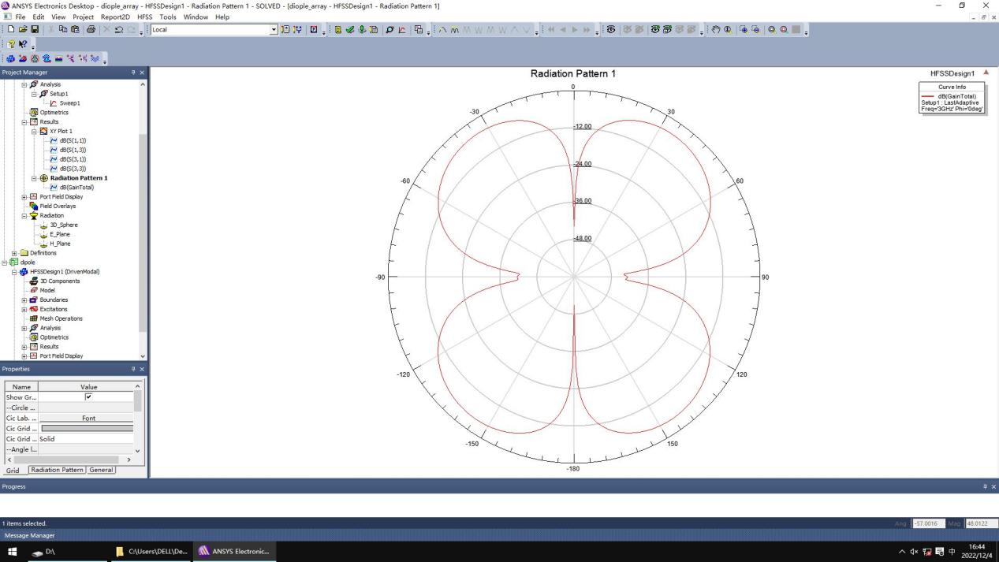 ANSYS Electronics Desktop - diople_array - HFSSDesign1 - Radiation Pattern 1 - SOLVED - [diople_array - HFSSDesign1 - Radiation Pattern 1]
File Edit View Project Report2D HFSS Tools Window Help
Local
Project Manager
Analysis
Setup1
Sweep1
Optimetrics
Results
XY Plot 1
dB(S(1,1))
dB(S(1,3))
dB(S(3,1))
dB(S(3,3))
Radiation Pattern 1
dB(GainTotal)
Port Field Display
Field Overlays
Radiation
3D_Sphere
E_Plane
H_Plane
Definitions
dipole
HFSSDesign1 (DrivenModal)
3D Components
Model
Boundaries
Excitations
Mesh Operations
Analysis
Optimetrics
Results
Port Field Display
Properties
Name Value
Show Gr...
--Circle ...
Cic Lab. ... Font
Cic Grid ...
Cic Grid ... Solid
--Angle l...
Grid Radiation Pattern General
Radiation Pattern 1
HFSSDesign1
Curve Info
dB(GainTotal)
Setup1 : LastAdaptive
Freq='3GHz' Phi='0deg'
0
-30 30
-12.00
-24.00
-60 60
-36.00
-48.00
-90 90
-120 120
-150 150
-180
Progress
1 items selected.
Ang -57.0016 Mag 48.0122
Message Manager
D:\ C:\Users\DELL\De... ANSYS Electronic...
中
16:44
2022/12/4